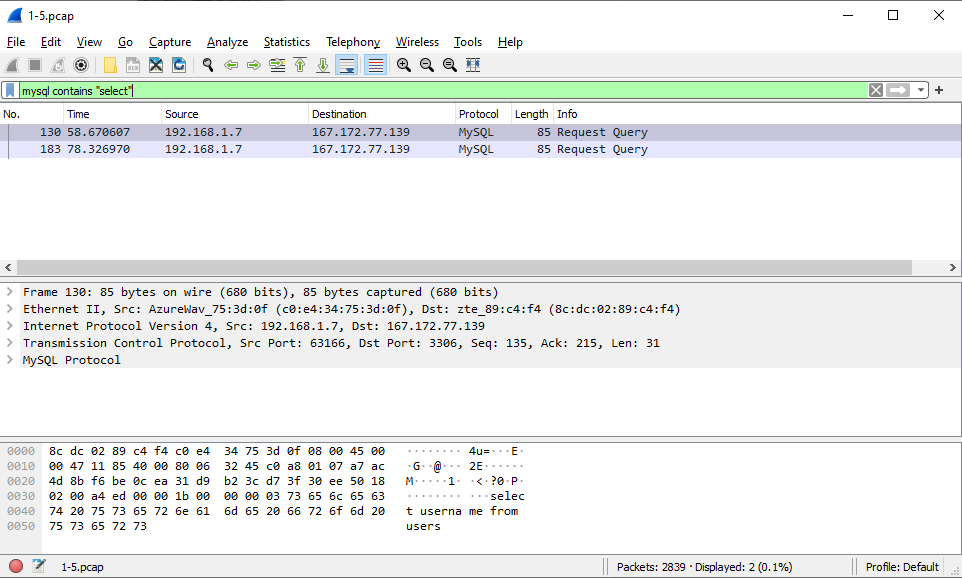 1-5.pcap
File Edit View Go Capture Analyze Statistics Telephony Wireless Tools Help
mysql contains "select"
No. Time Source Destination Protocol Length Info
130 58.670607 192.168.1.7 167.172.77.139 MySQL 85 Request Query
183 78.326970 192.168.1.7 167.172.77.139 MySQL 85 Request Query
Frame 130: 85 bytes on wire (680 bits), 85 bytes captured (680 bits)
Ethernet II, Src: AzureWav_75:3d:0f (c0:e4:34:75:3d:0f), Dst: zte_89:c4:f4 (8c:dc:02:89:c4:f4)
Internet Protocol Version 4, Src: 192.168.1.7, Dst: 167.172.77.139
Transmission Control Protocol, Src Port: 63166, Dst Port: 3306, Seq: 135, Ack: 215, Len: 31
MySQL Protocol
0000 8c dc 02 89 c4 f4 c0 e4 34 75 3d 0f 08 00 45 00 ········ 4u=···E·
0010 00 47 11 85 40 00 80 06 32 45 c0 a8 01 07 a7 ac ·G··@··· 2E······
0020 4d 8b f6 be 0c ea 31 d9 b2 3c d7 3f 30 ee 50 18 M·····1· ·<·?0·P·
0030 02 00 a4 ed 00 00 1b 00 00 00 03 73 65 6c 65 63 ········ ···selec
0040 74 20 75 73 65 72 6e 61 6d 65 20 66 72 6f 6d 20 t userna me from
0050 75 73 65 72 73 users
1-5.pcap Packets: 2839 · Displayed: 2 (0.1%) Profile: Default